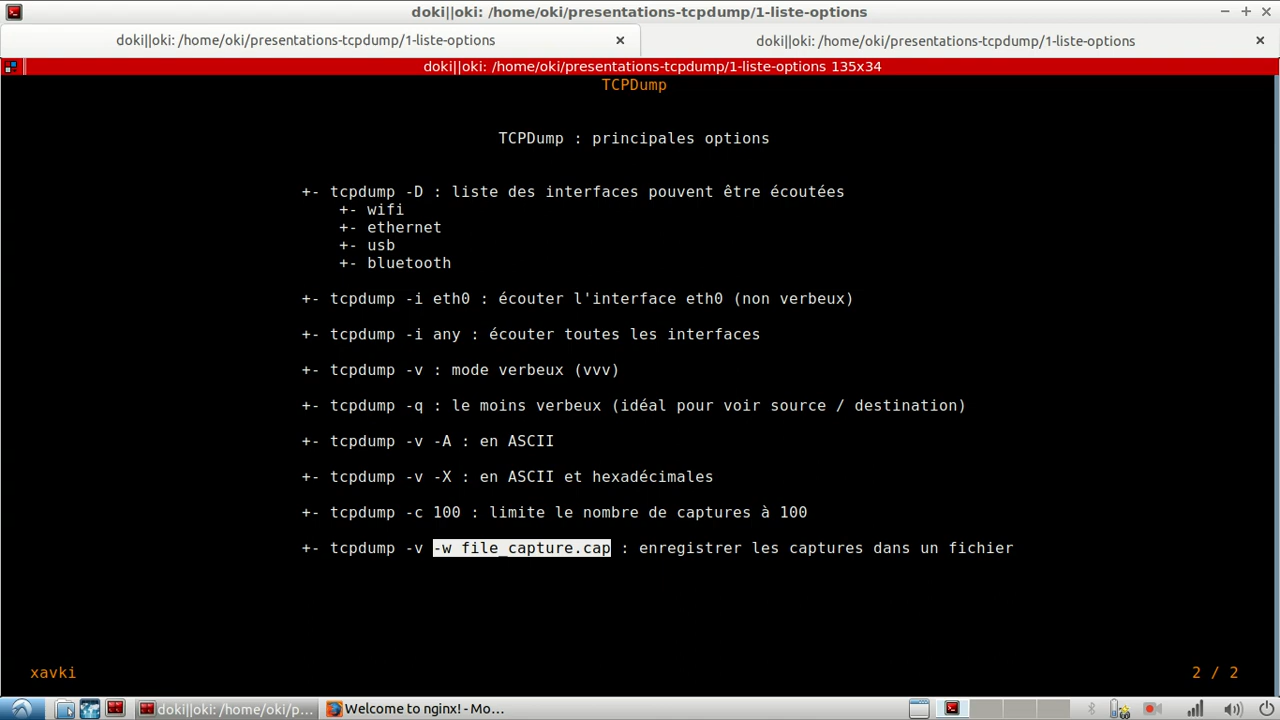 doki||oki: /home/oki/presentations-tcpdump/1-liste-options
doki||oki: /home/oki/presentations-tcpdump/1-liste-options
doki||oki: /home/oki/presentations-tcpdump/1-liste-options
doki||oki: /home/oki/presentations-tcpdump/1-liste-options 135x34
TCPDump
TCPDump : principales options
+- tcpdump -D : liste des interfaces pouvent être écoutées
+- wifi
+- ethernet
+- usb
+- bluetooth
+- tcpdump -i eth0 : écouter l'interface eth0 (non verbeux)
+- tcpdump -i any : écouter toutes les interfaces
+- tcpdump -v : mode verbeux (vvv)
+- tcpdump -q : le moins verbeux (idéal pour voir source / destination)
+- tcpdump -v -A : en ASCII
+- tcpdump -v -X : en ASCII et hexadécimales
+- tcpdump -c 100 : limite le nombre de captures à 100
+- tcpdump -v -w file_capture.cap : enregistrer les captures dans un fichier
xavki
2 / 2
doki||oki: /home/oki/p...
Welcome to nginx! - Mo...